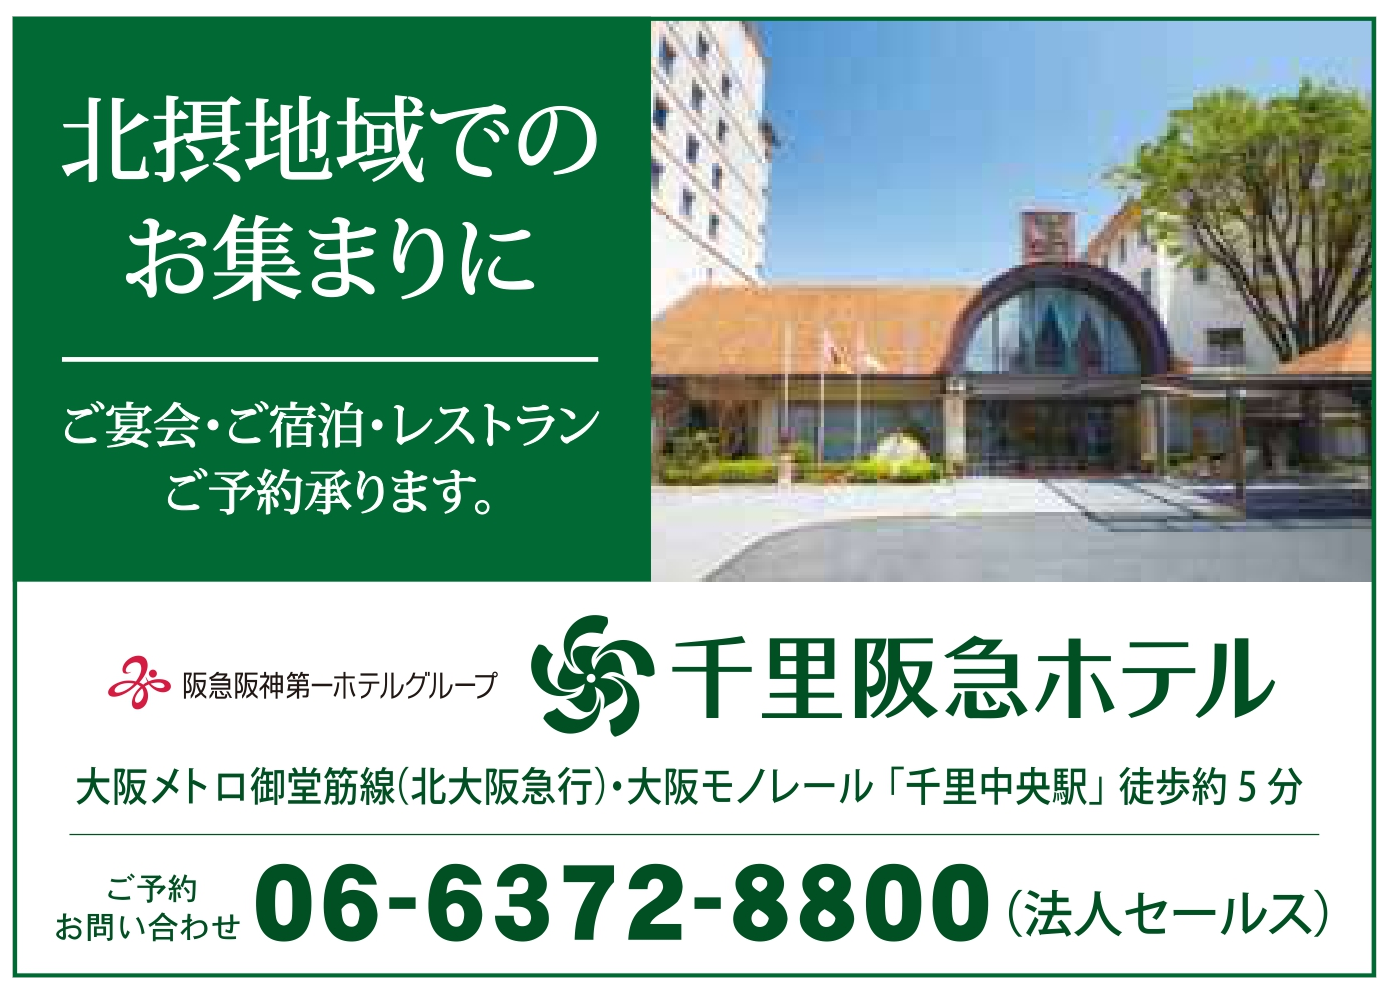 北摂地域での
お集まりに
ご宴会・ご宿泊・レストラン
ご予約承ります。
阪急阪神第一ホテルグループ
千里阪急ホテル
大阪メトロ御堂筋線(北大阪急行)・大阪モノレール「千里中央駅」徒歩約5分
ご予約
お問い合わせ
06-6372-8800(法人セールス)